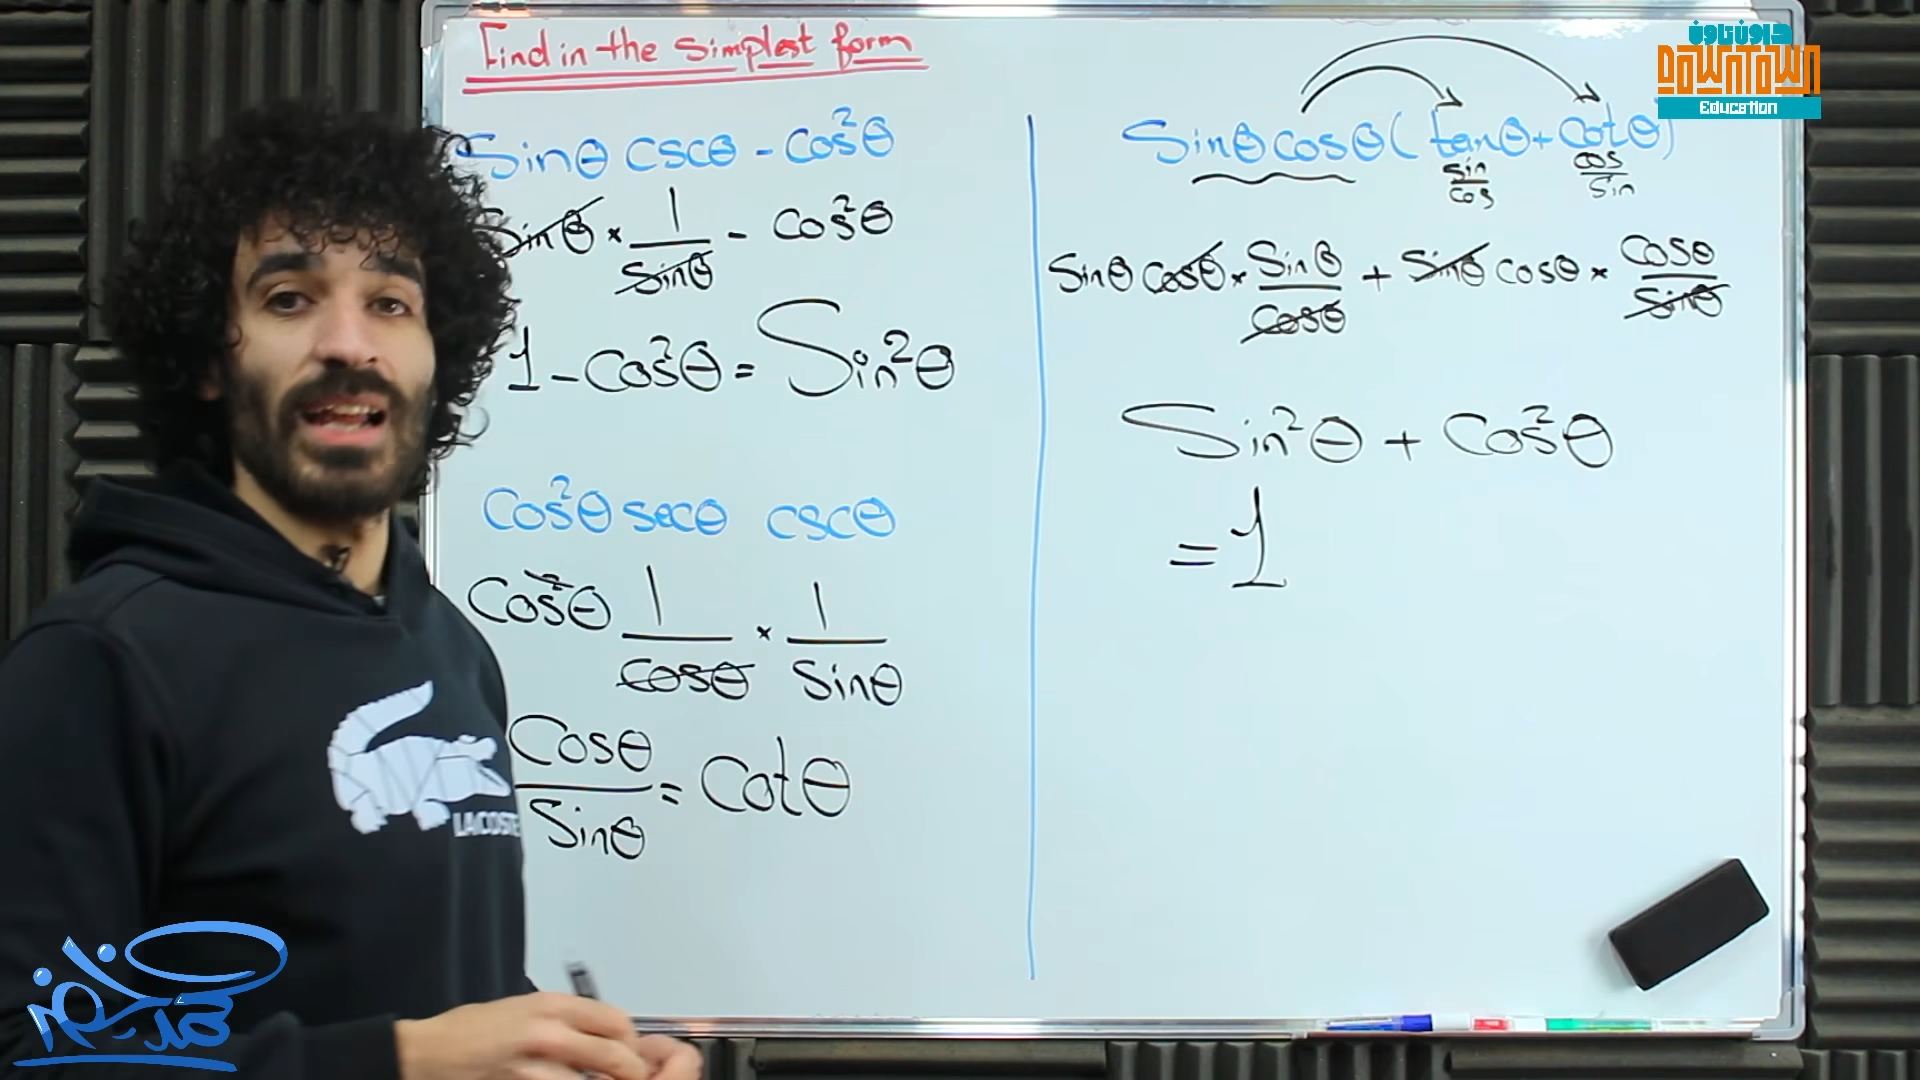 Find in the simplest form
Sinθ cscθ - cos²θ
Sinθ × 1/Sinθ - cos²θ
1 - cos²θ = Sin²θ
Cos²θ secθ cscθ
Cos²θ 1/cosθ × 1/Sinθ
Cosθ/Sinθ = Cotθ
Sinθ cosθ ( tanθ + cotθ )
Sin/cos cos/Sin
Sinθ cosθ × Sinθ/cosθ + Sinθ cosθ × Cosθ/Sinθ
Sin²θ + Cos²θ
= 1
داون تاون
DOWNTOWN
Education
LACOSTE